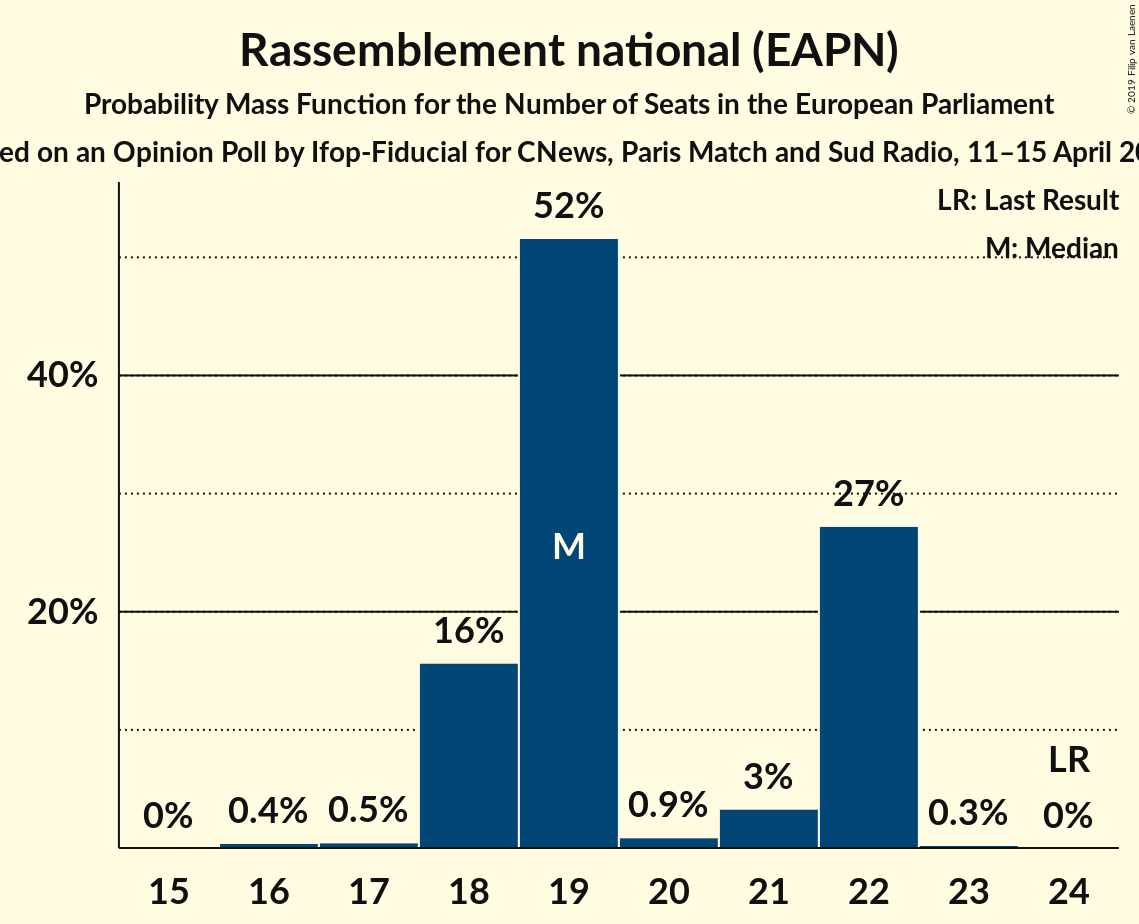 Rassemblement national (EAPN)
Probability Mass Function for the Number of Seats in the European Parliament
ed on an Opinion Poll by Ifop-Fiducial for CNews, Paris Match and Sud Radio, 11–15 April 20
© 2019 Filip van Laenen
LR: Last Result
M: Median
52%
40%
27%
M
20%
16%
LR
3%
0% 0.4% 0.5% 0.9% 0.3% 0%
15 16 17 18 19 20 21 22 23 24